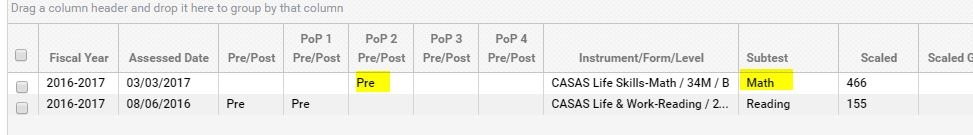 Drag a column header and drop it here to group by that column
Fiscal Year Assessed Date Pre/Post PoP 1 Pre/Post PoP 2 Pre/Post PoP 3 Pre/Post PoP 4 Pre/Post Instrument/Form/Level Subtest Scaled Scaled G
2016-2017 03/03/2017 Pre CASAS Life Skills-Math / 34M / B Math 466
2016-2017 08/06/2016 Pre Pre CASAS Life & Work-Reading / 2... Reading 155